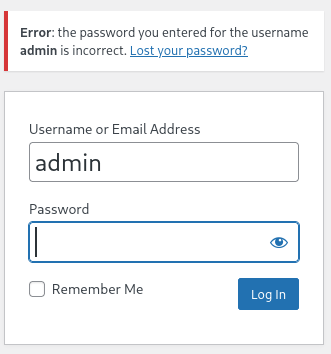 Error: the password you entered for the username
admin is incorrect. Lost your password?
Username or Email Address
admin
Password
Remember Me
Log In